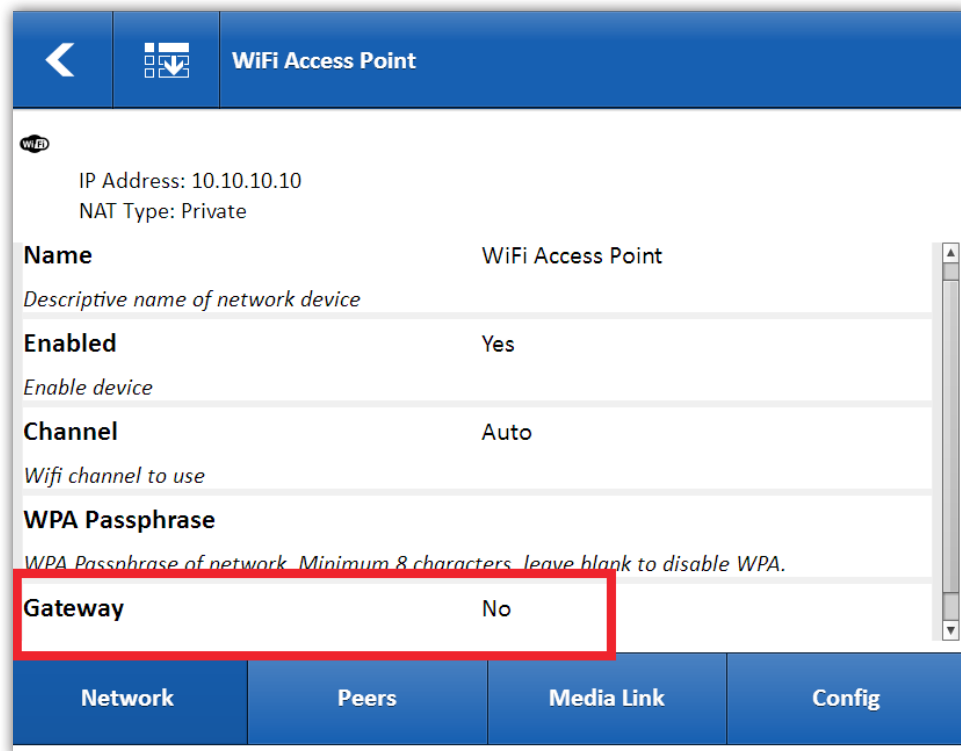 WiFi Access Point
WiFi
IP Address: 10.10.10.10
NAT Type: Private
Name WiFi Access Point
Descriptive name of network device
Enabled Yes
Enable device
Channel Auto
Wifi channel to use
WPA Passphrase
WPA Passphrase of network. Minimum 8 characters, leave blank to disable WPA.
Gateway No
Network Peers Media Link Config